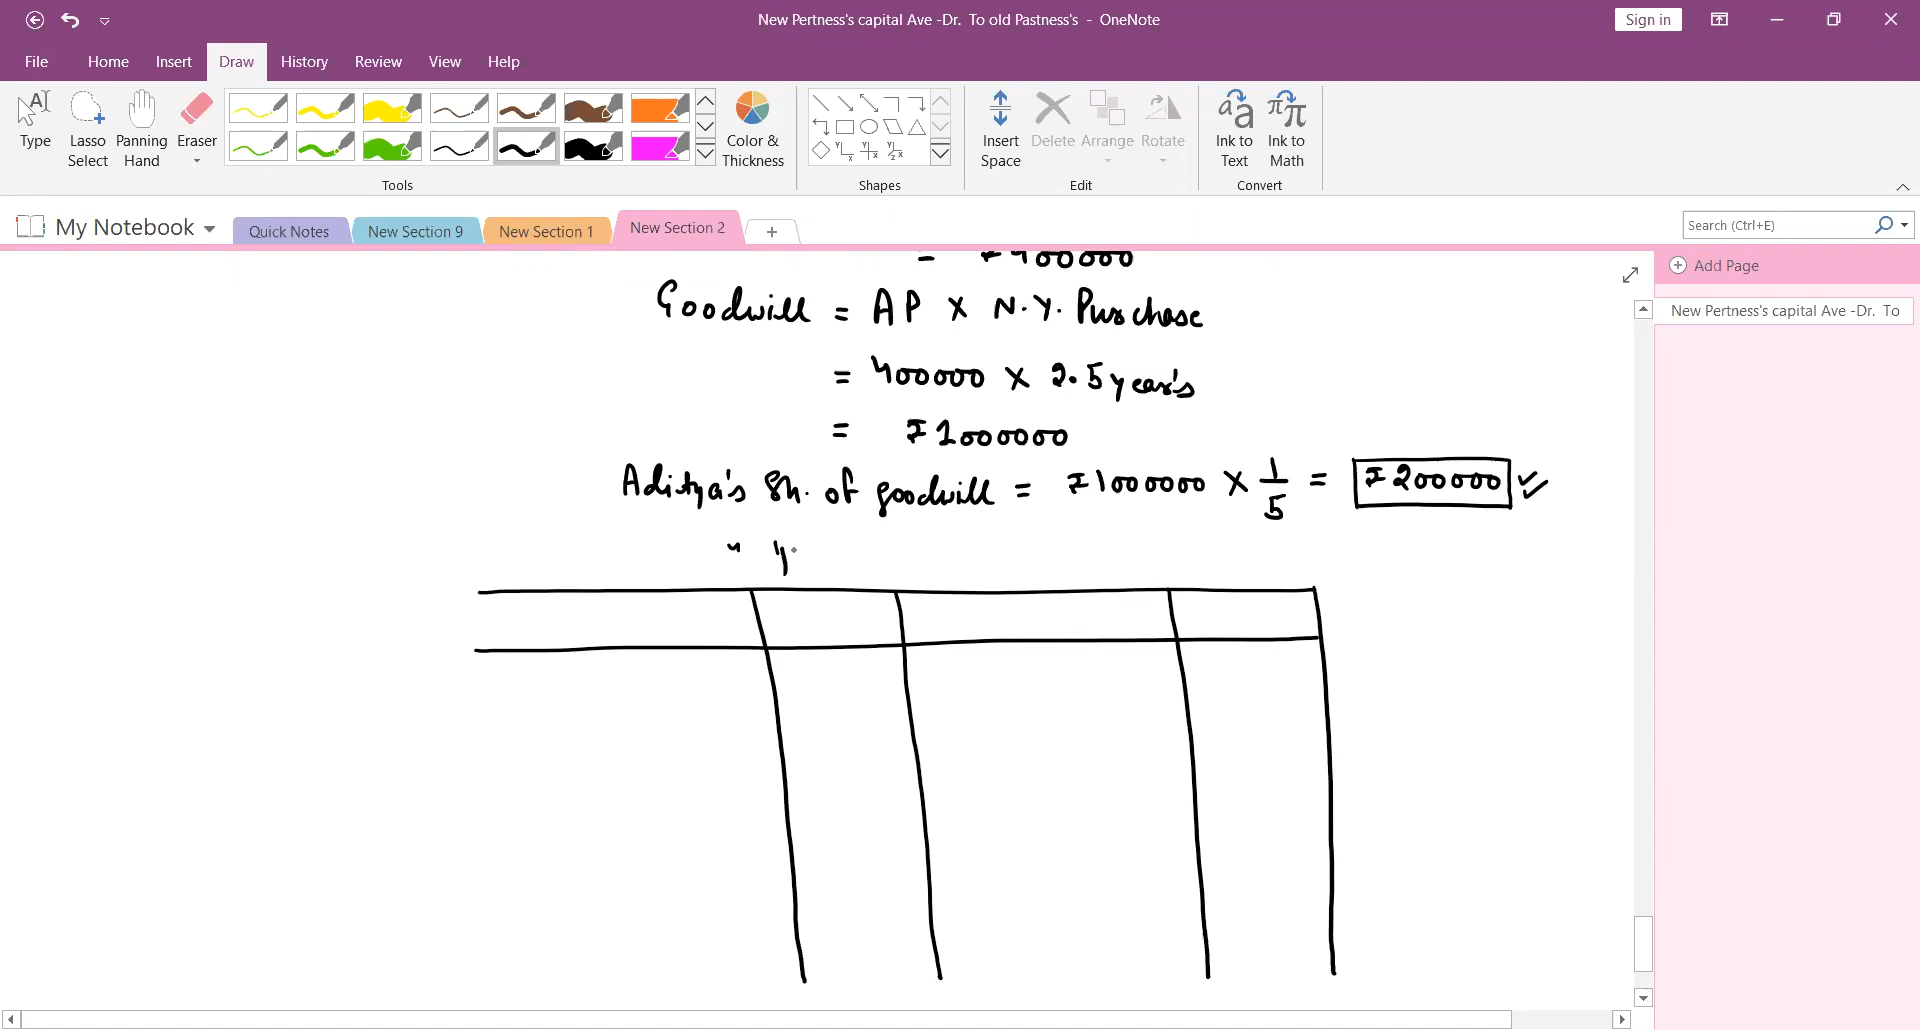 New Pertness's capital Ave -Dr.  To old Pastness's  -  OneNote
Sign in
File Home Insert Draw History Review View Help
Type
Lasso Select
Panning Hand
Eraser
Color & Thickness
Insert Space
Delete
Arrange
Rotate
Ink to Text
Ink to Math
Tools Shapes Edit Convert
My Notebook Quick Notes New Section 9 New Section 1 New Section 2
Search (Ctrl+E)
Add Page
New Pertness's capital Ave -Dr.  To
= ₹400000
Goodwill = AP × N.Y. Purchase
= 400000 × 2.5 year's
= ₹1000000
Aditya's Sh. of goodwill = ₹1000000 × 1/5 = ₹200000